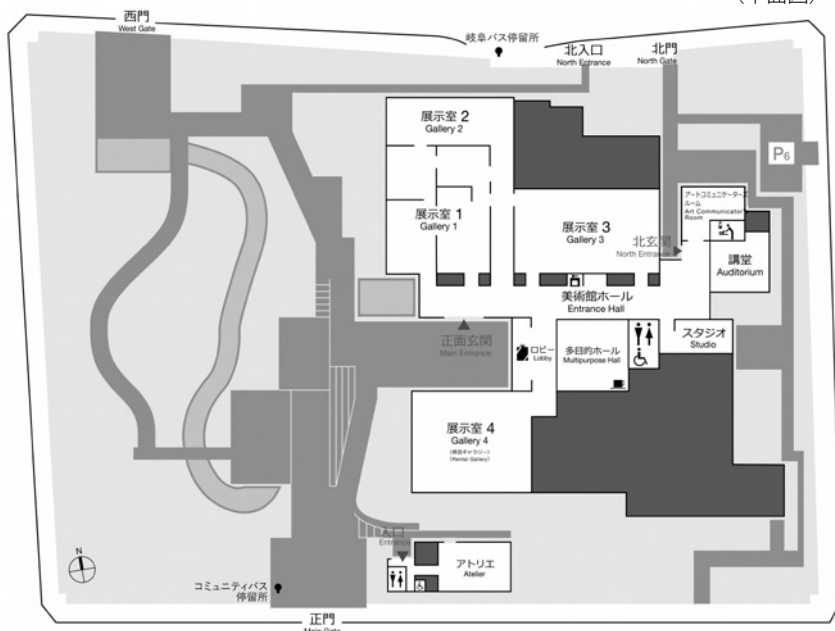 (平面図)
西門
West Gate
岐阜バス停留所
北入口
North Entrance
北門
North Gate
展示室 2
Gallery 2
P6
アートコミュニケーターズ
ルーム
Art Communicators
Room
展示室 1
Gallery 1
展示室 3
Gallery 3
北玄関
North Entrance
講堂
Auditorium
美術館ホール
Entrance Hall
正面玄関
Main Entrance
ロビー
Lobby
多目的ホール
Multipurpose Hall
スタジオ
Studio
展示室 4
Gallery 4
(県民ギャラリー)
(Rental Gallery)
入口
Entrance
N
アトリエ
Atelier
コミュニティバス
停留所
正門
Main Gate